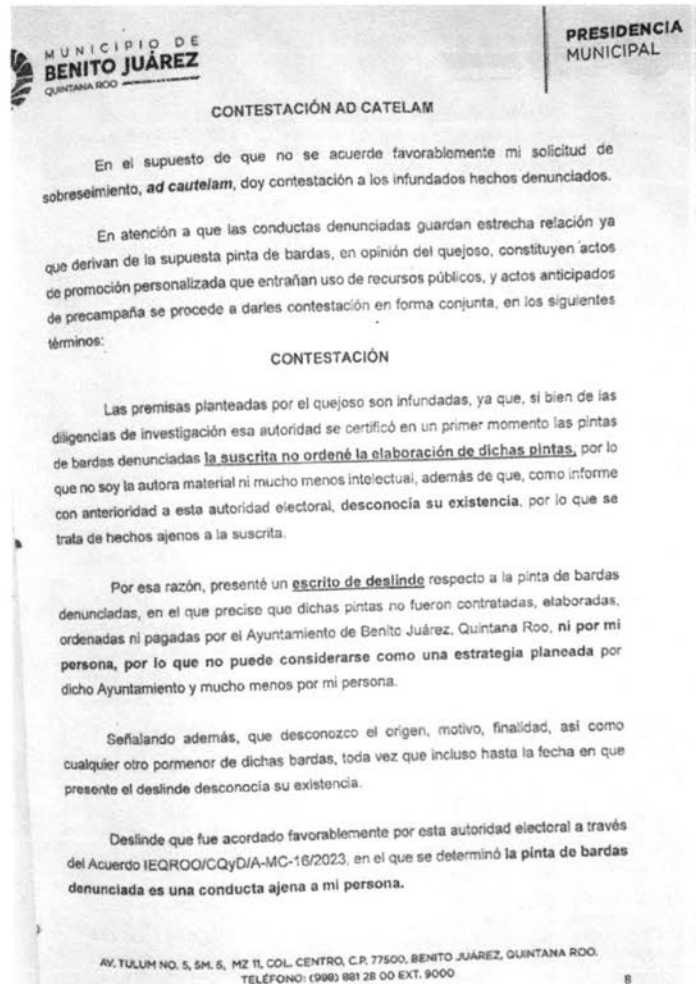 MUNICIPIO DE
BENITO JUÁREZ
QUINTANA ROO
PRESIDENCIA
MUNICIPAL
CONTESTACIÓN AD CATELAM
En el supuesto de que no se acuerde favorablemente mi solicitud de
sobreseimiento, ad cautelam, doy contestación a los infundados hechos denunciados.
En atención a que las conductas denunciadas guardan estrecha relación ya
que derivan de la supuesta pinta de bardas, en opinión del quejoso, constituyen actos
de promoción personalizada que entrañan uso de recursos públicos, y actos anticipados
de precampaña se procede a darles contestación en forma conjunta, en los siguientes
términos:
CONTESTACIÓN
Las premisas planteadas por el quejoso son infundadas, ya que, si bien de las
diligencias de investigación esa autoridad se certificó en un primer momento las pintas
de bardas denunciadas la suscrita no ordené la elaboración de dichas pintas, por lo
que no soy la autora material ni mucho menos intelectual, además de que, como informe
con anterioridad a esta autoridad electoral, desconocía su existencia, por lo que se
trata de hechos ajenos a la suscrita.
Por esa razón, presenté un escrito de deslinde respecto a la pinta de bardas
denunciadas, en el que precise que dichas pintas no fueron contratadas, elaboradas,
ordenadas ni pagadas por el Ayuntamiento de Benito Juárez, Quintana Roo, ni por mi
persona, por lo que no puede considerarse como una estrategia planeada por
dicho Ayuntamiento y mucho menos por mi persona.
Señalando además, que desconozco el origen, motivo, finalidad, así como
cualquier otro pormenor de dichas bardas, toda vez que incluso hasta la fecha en que
presente el deslinde desconocía su existencia.
Deslinde que fue acordado favorablemente por esta autoridad electoral a través
del Acuerdo IEQROO/CQyD/A-MC-16/2023, en el que se determinó la pinta de bardas
denunciada es una conducta ajena a mi persona.
AV. TULUM NO. 5, SM. 5, MZ 11, COL. CENTRO, C.P. 77500, BENITO JUÁREZ, QUINTANA ROO.
TELÉFONO: (998) 881 28 00 EXT. 9000
8